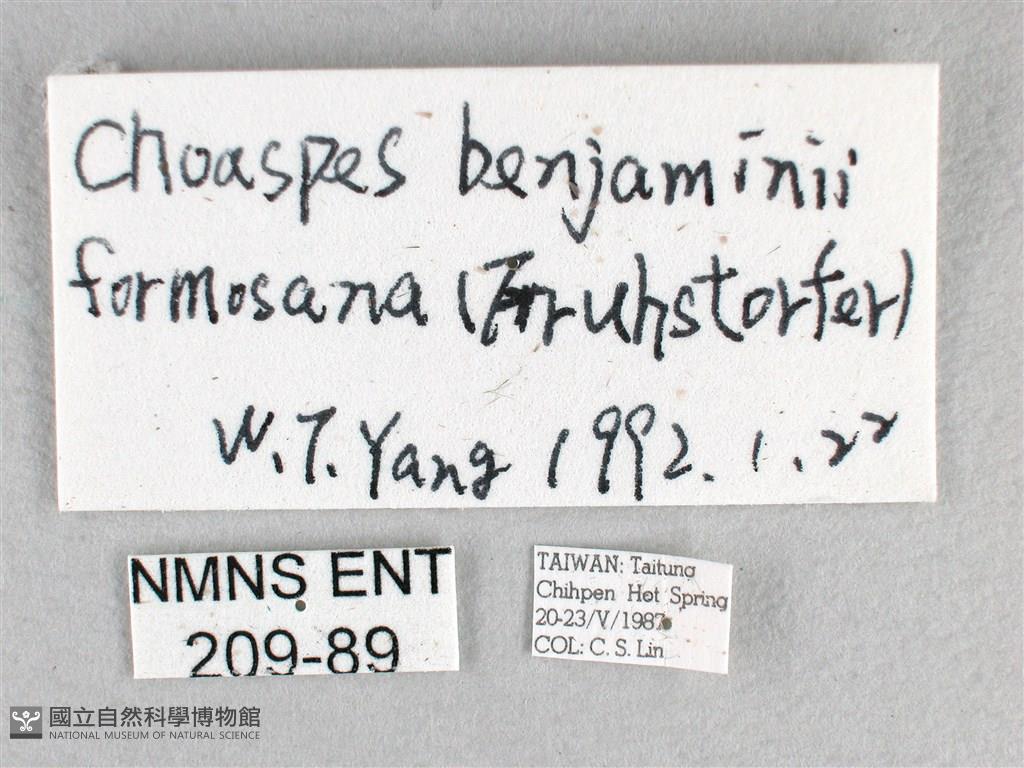 Choaspes benjaminii
formosana (Fruhstorfer)
W.T. Yang 1992. 1. 22
NMNS ENT
209-89
TAIWAN: Taitung
Chihpen Hot Spring
20-23/V/1987
COL: C. S. Lin
國立自然科學博物館
NATIONAL MUSEUM OF NATURAL SCIENCE